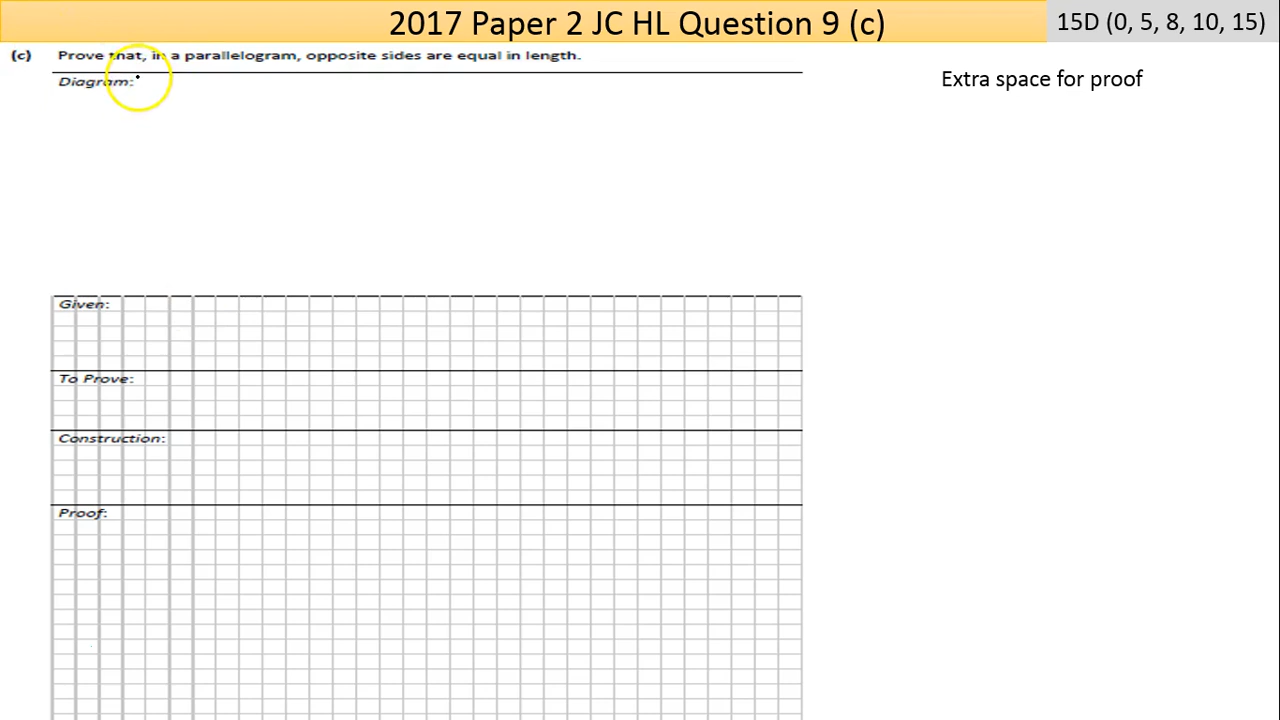 2017 Paper 2 JC HL Question 9 (c)
15D (0, 5, 8, 10, 15)
(c) Prove that, in a parallelogram, opposite sides are equal in length.
Diagram:
Extra space for proof
Given:
To Prove:
Construction:
Proof: